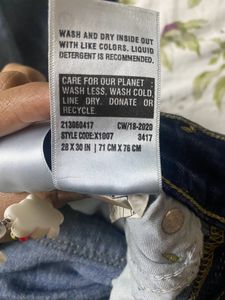 WASH AND DRY INSIDE OUT
WITH LIKE COLORS. LIQUID
DETERGENT IS RECOMMENDED.
CARE FOR OUR PLANET :
WASH LESS, WASH COLD,
LINE DRY. DONATE OR
RECYCLE.
213060417 CW/18-2020
STYLE CODE:X1007 3417
28 X 30 IN | 71 CM X 76 CM